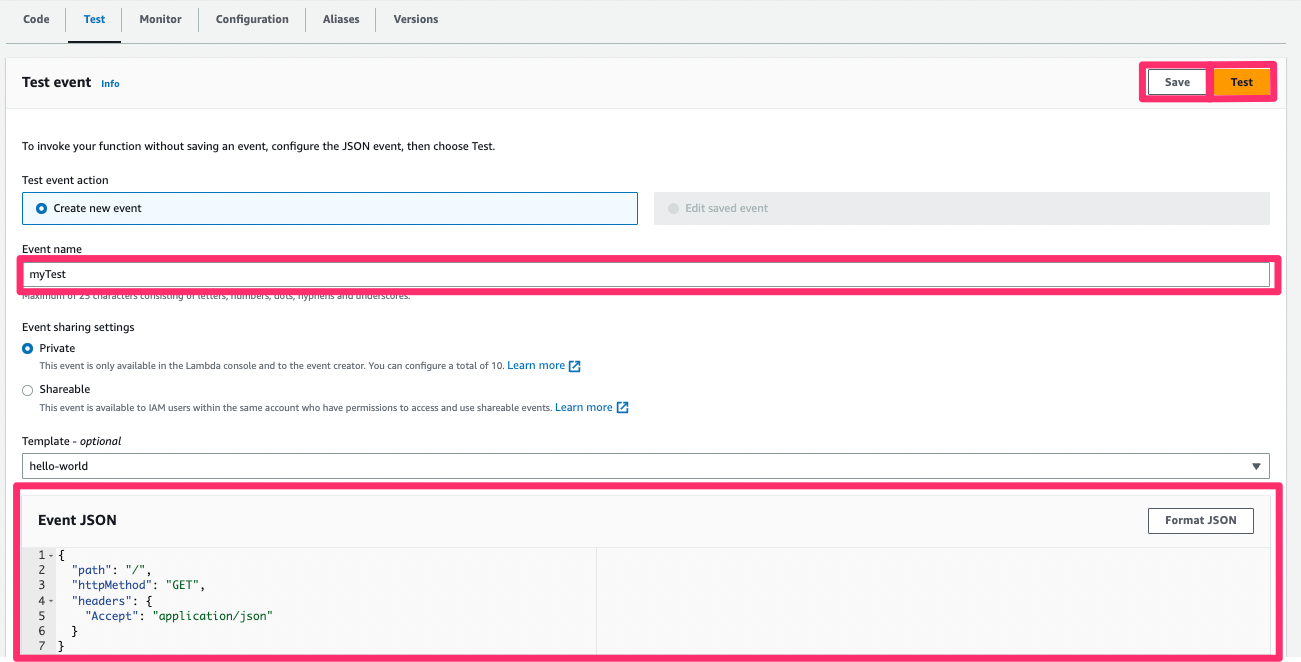 Code Test Monitor Configuration Aliases Versions
Test event Info Save Test
To invoke your function without saving an event, configure the JSON event, then choose Test.
Test event action
Create new event Edit saved event
Event name
myTest
Maximum of 25 characters consisting of letters, numbers, dots, hyphens and underscores.
Event sharing settings
Private
This event is only available in the Lambda console and to the event creator. You can configure a total of 10. Learn more
Shareable
This event is available to IAM users within the same account who have permissions to access and use shareable events. Learn more
Template - optional
hello-world
Event JSON Format JSON
1 {
2 "path": "/",
3 "httpMethod": "GET",
4 "headers": {
5 "Accept": "application/json"
6 }
7 }